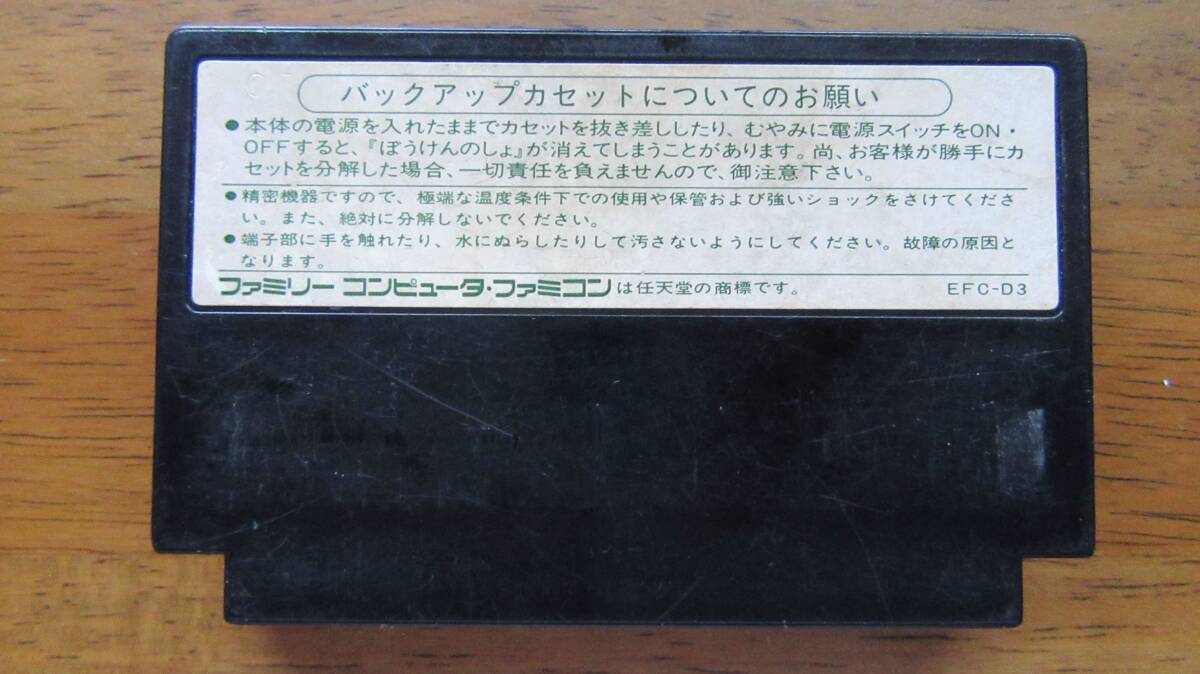 バックアップカセットについてのお願い
●本体の電源を入れたままでカセットを抜き差ししたり、むやみに電源スイッチをON・
OFFすると、『ぼうけんのしょ』が消えてしまうことがあります。尚、お客様が勝手にカ
セットを分解した場合、一切責任を負えませんので、御注意下さい。
●精密機器ですので、極端な温度条件下での使用や保管および強いショックをさけてくださ
い。また、絶対に分解しないでください。
●端子部に手を触れたり、水にぬらしたりして汚さないようにしてください。故障の原因と
なります。
ファミリー コンピュータ・ファミコンは任天堂の商標です。 EFC-D3